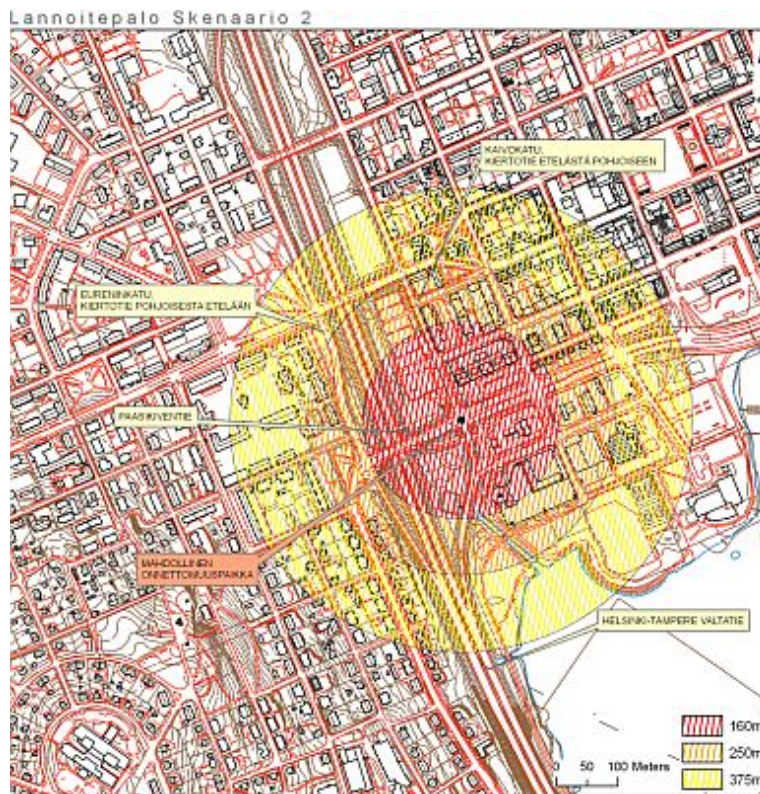 Lannoitepalo Skenaario 2
KAIVOKATU,
KIERTOTIE ETELÄSTÄ POHJOISEEN
EURENINKATU,
KIERTOTIE POHJOISESTA ETELÄÄN
PAASIKIVENTIE
MAHDOLLINEN
ONNETTOMUUSPAIKKA
HELSINKI-TAMPERE VALTATIE
160m
250m
375m
0 50 100 Meters